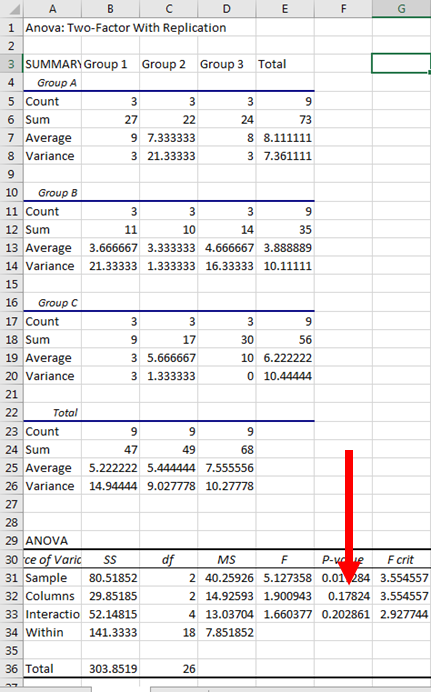 A B C D E F G
1 Anova: Two-Factor With Replication
2
3 SUMMARY Group 1 Group 2 Group 3 Total
4 Group A
5 Count 3 3 3 9
6 Sum 27 22 24 73
7 Average 9 7.333333 8 8.111111
8 Variance 3 21.33333 3 7.361111
9
10 Group B
11 Count 3 3 3 9
12 Sum 11 10 14 35
13 Average 3.666667 3.333333 4.666667 3.888889
14 Variance 21.33333 1.333333 16.33333 10.11111
15
16 Group C
17 Count 3 3 3 9
18 Sum 9 17 30 56
19 Average 3 5.666667 10 6.222222
20 Variance 3 1.333333 0 10.44444
21
22 Total
23 Count 9 9 9
24 Sum 47 49 68
25 Average 5.222222 5.444444 7.555556
26 Variance 14.94444 9.027778 10.27778
27
28
29 ANOVA
30 ce of Varic SS df MS F P-value F crit
31 Sample 80.51852 2 40.25926 5.127358 3.554557
32 Columns 29.85185 2 14.92593 1.900943 0.17824 3.554557
33 Interactio 52.14815 4 13.03704 1.660377 0.202861 2.927744
34 Within 141.3333 18 7.851852
35
36 Total 303.8519 26
37